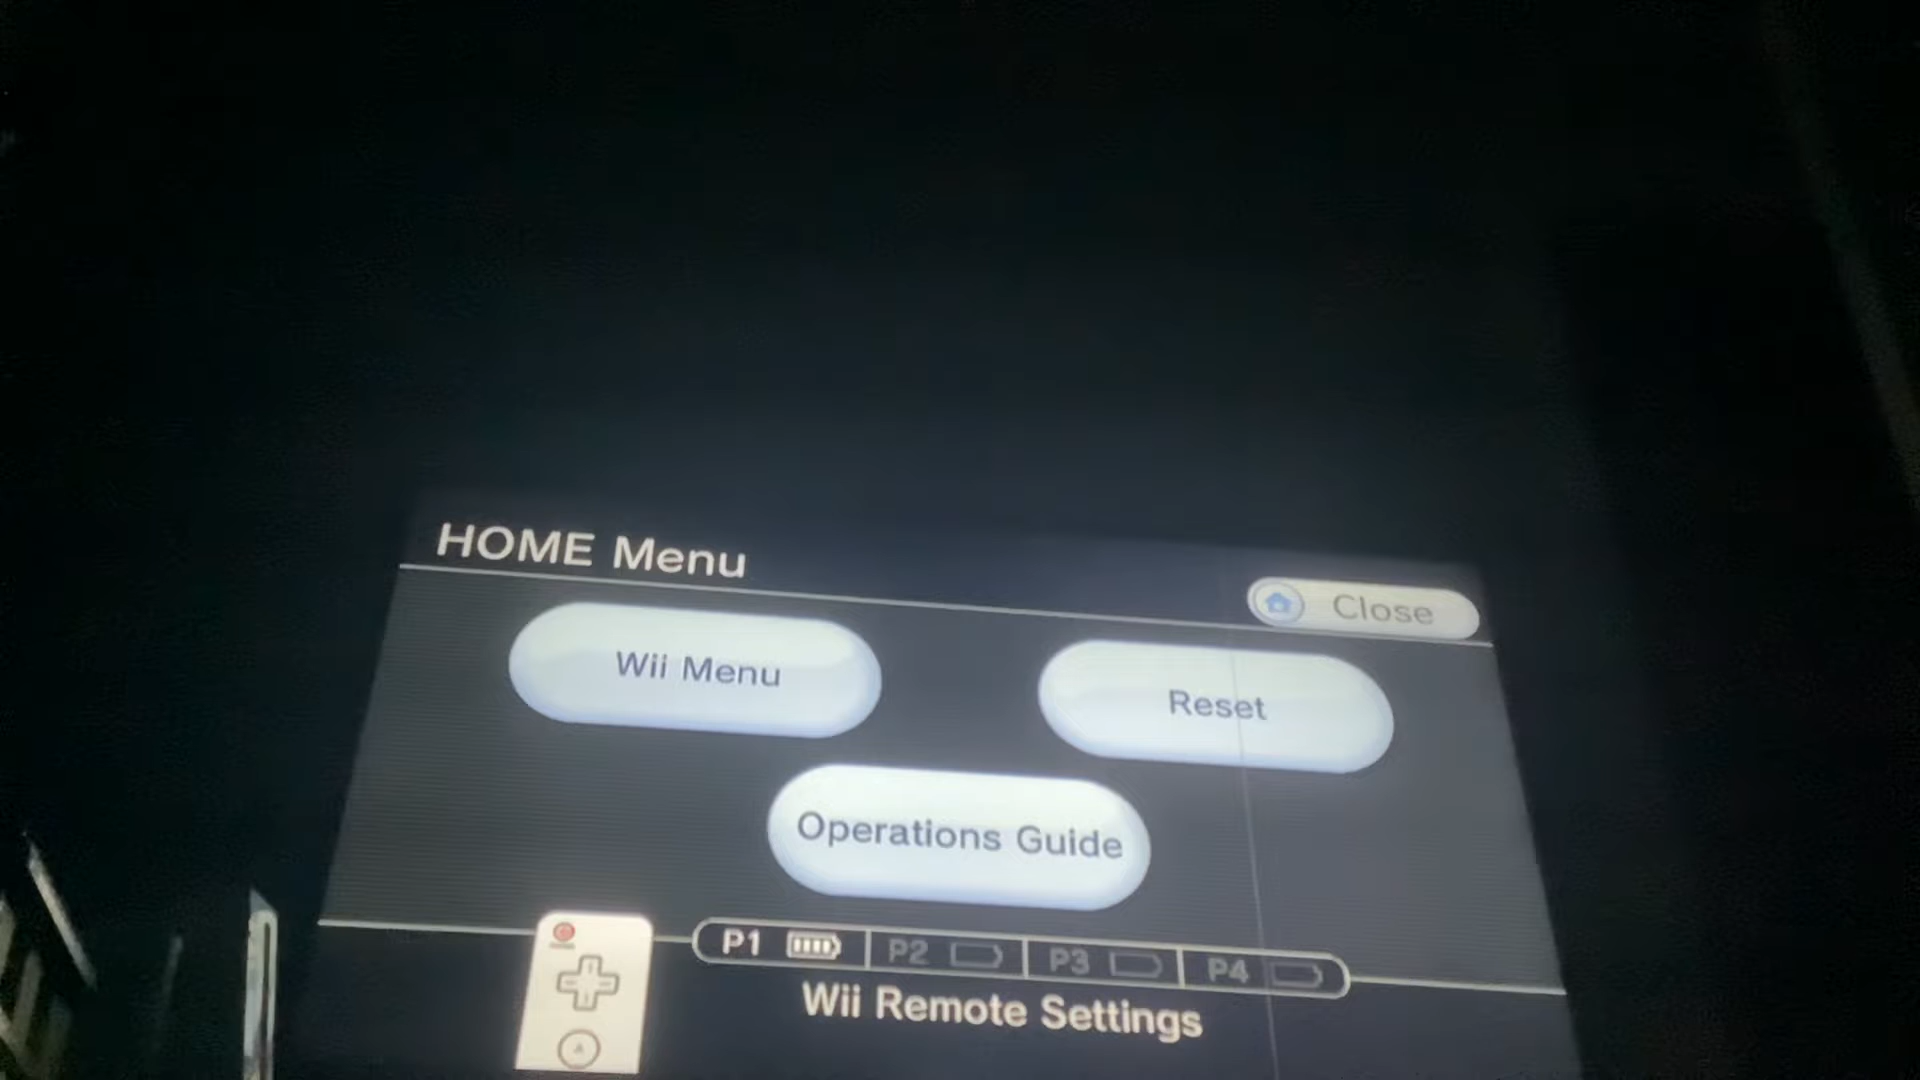 HOME Menu
Close
Wii Menu
Reset
Operations Guide
P1 P2 P3 P4
Wii Remote Settings
A